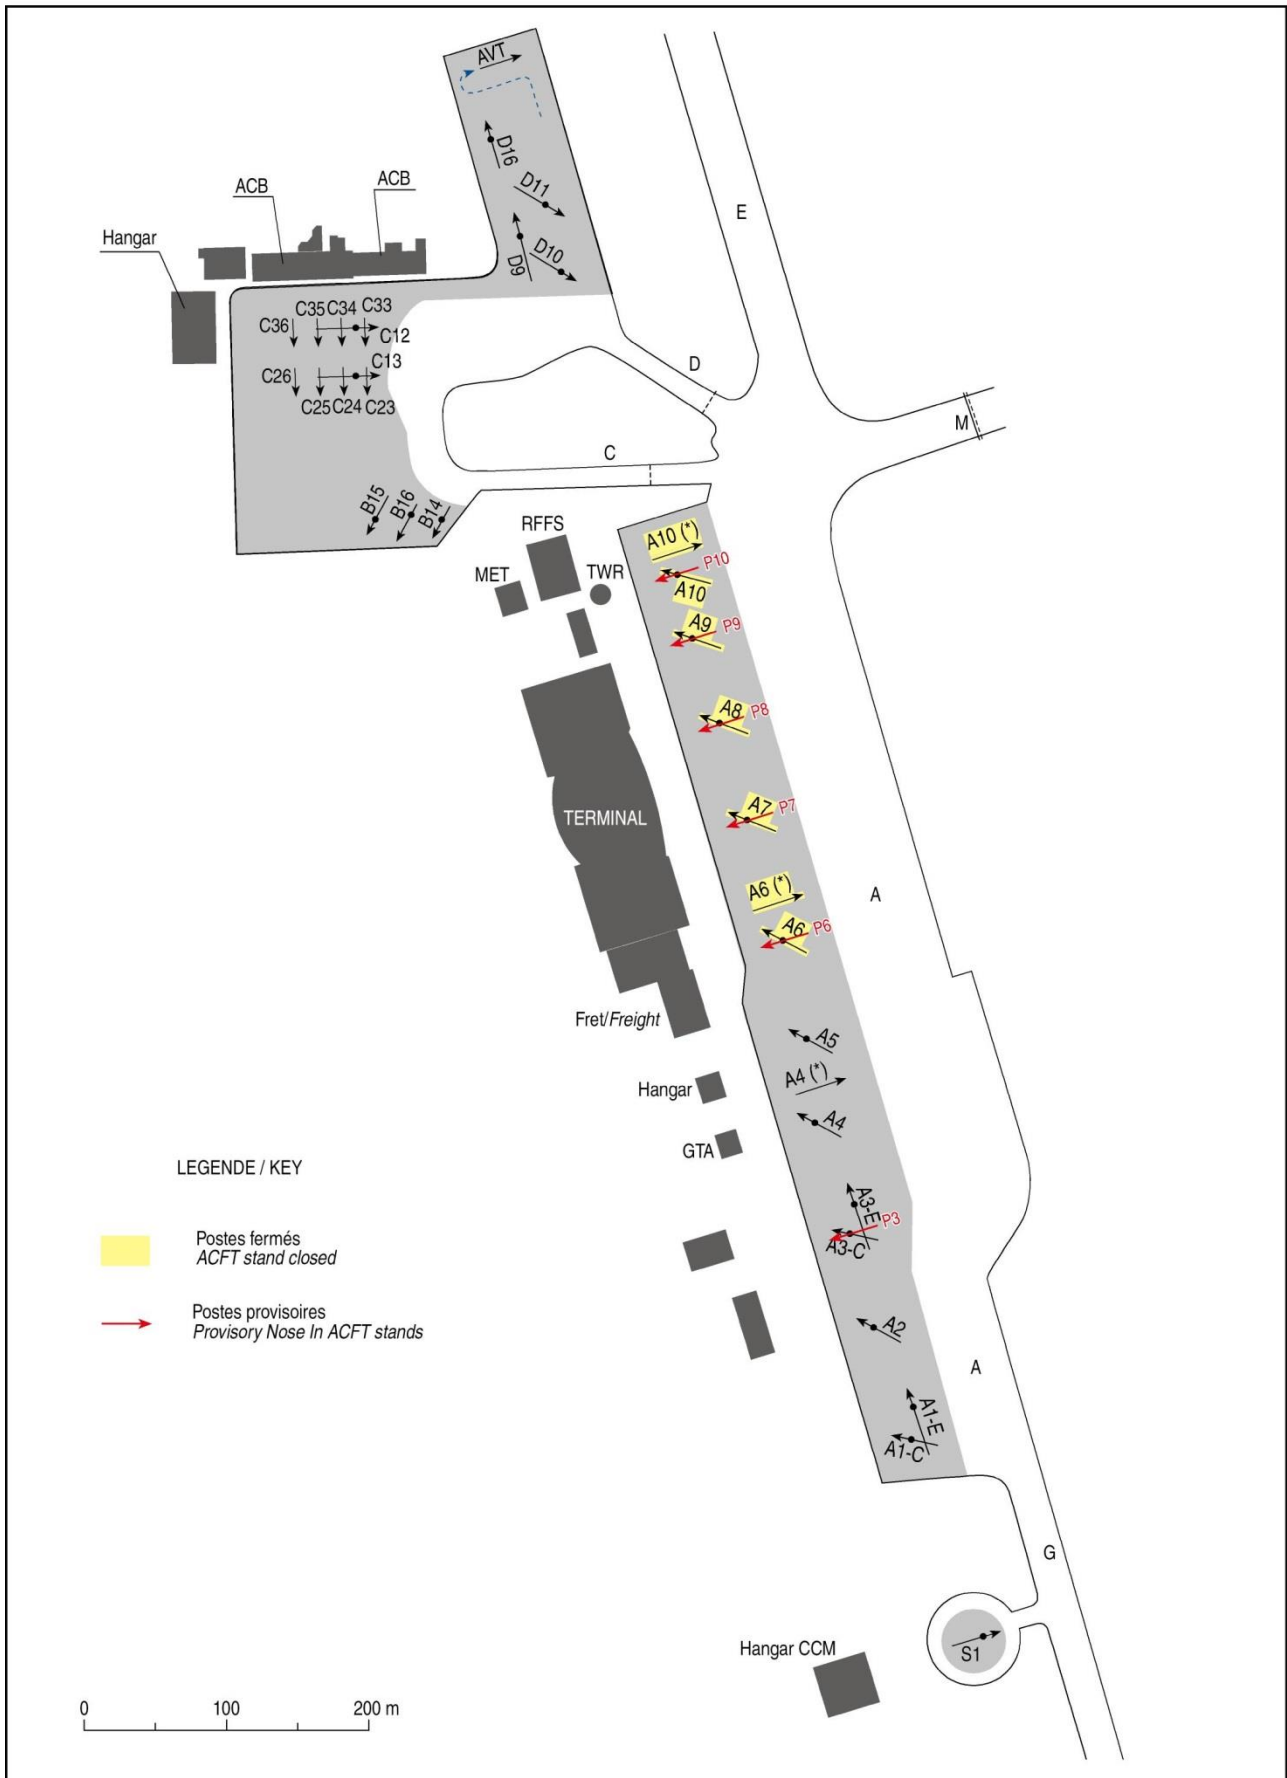 AVT
D16
D11
D9
D10
E
ACB
ACB
Hangar
C35
C34
C33
C36
C12
C13
C26
C25
C24
C23
D
M
C
B15
B16
B14
RFFS
MET
TWR
A10 (*)
P10
A10
A9
P9
A8
P8
TERMINAL
A7
P7
A6 (*)
A6
P6
A
Fret/Freight
A5
A4 (*)
Hangar
A4
GTA
A3-E
P3
A3-C
A2
A
A1-E
A1-C
LEGENDE / KEY
Postes fermés
ACFT stand closed
Postes provisoires
Provisory Nose In ACFT stands
G
S1
Hangar CCM
0 100 200 m